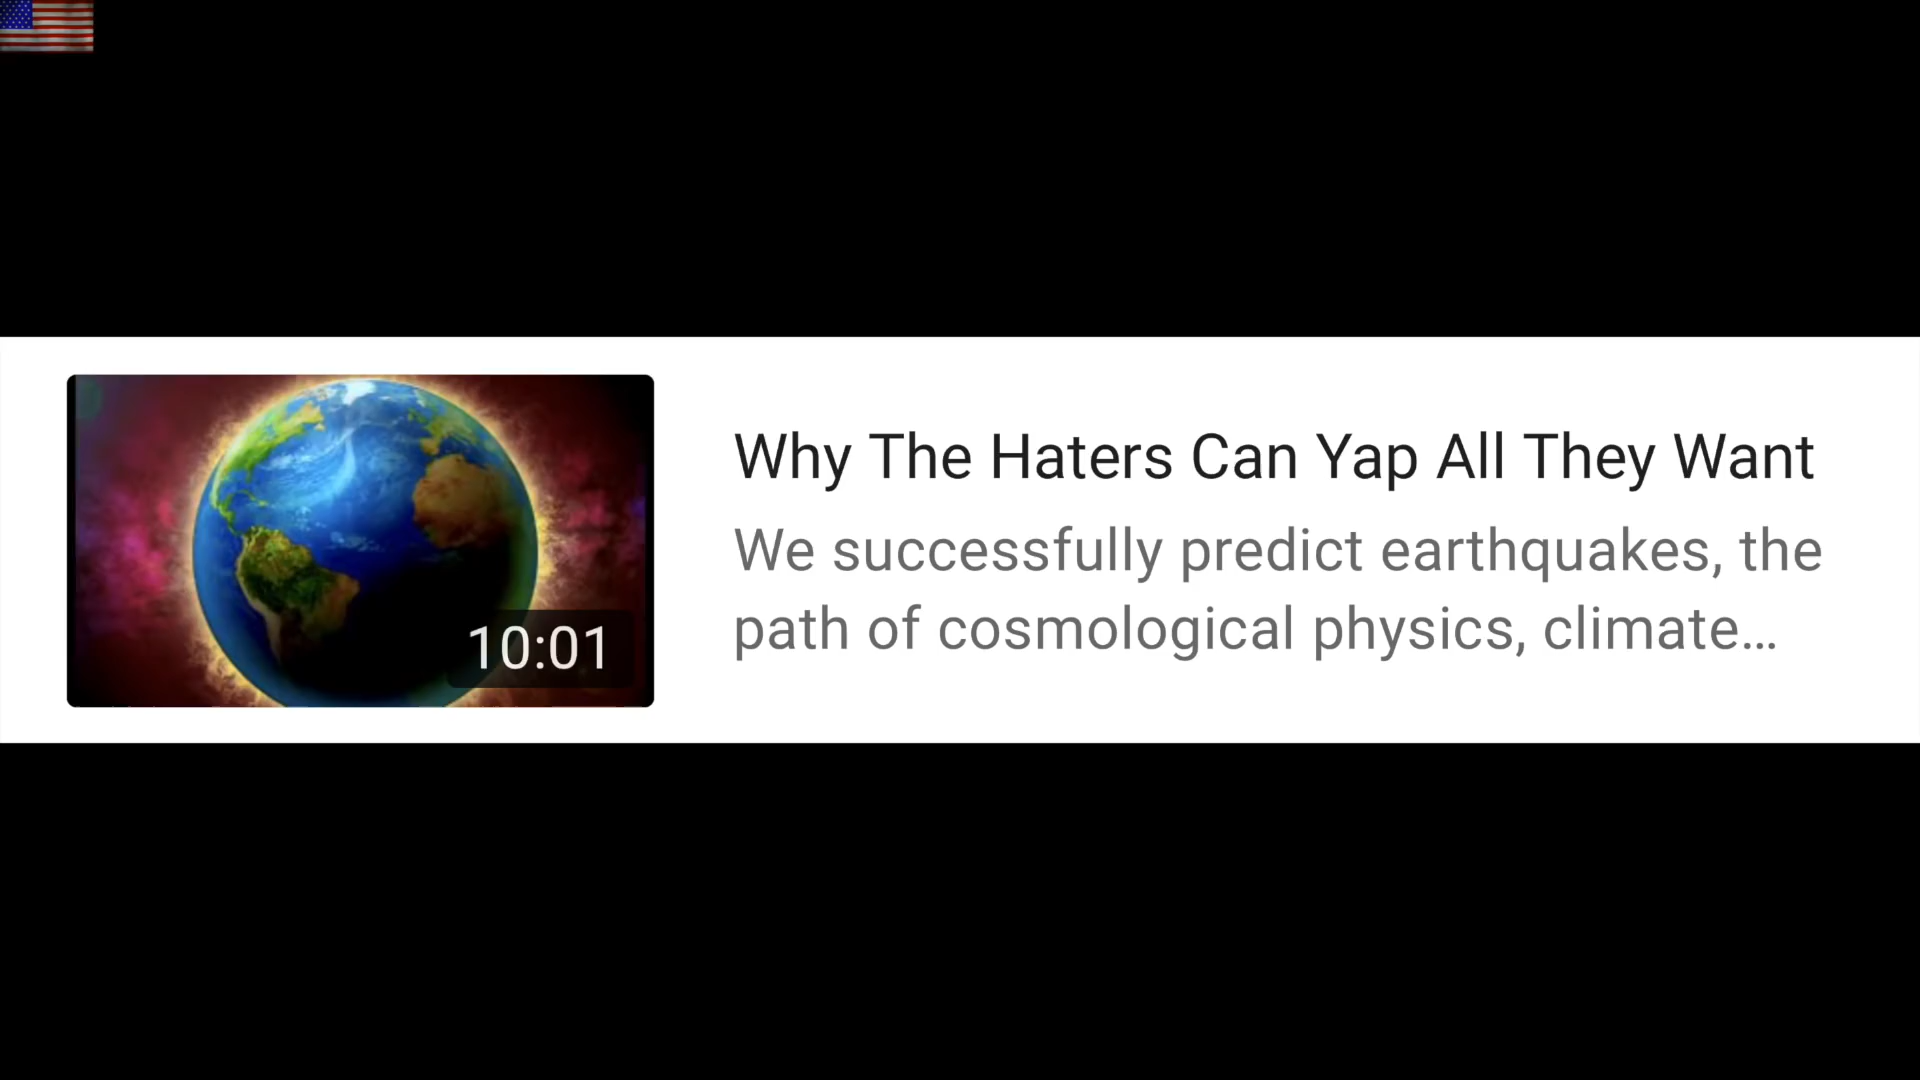 Why The Haters Can Yap All They Want
We successfully predict earthquakes, the
path of cosmological physics, climate…
10:01